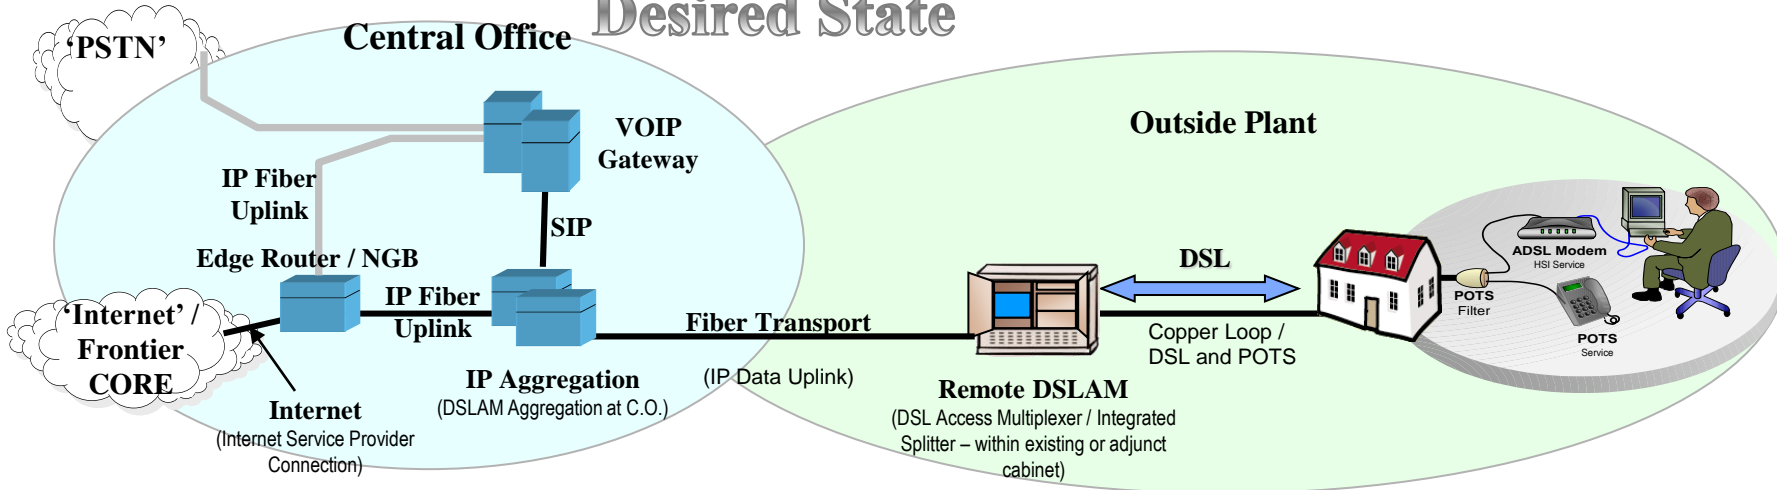 Desired State
'PSTN'
Central Office
VOIP
Gateway
Outside Plant
IP Fiber
Uplink
SIP
Edge Router / NGB
IP Fiber
Uplink
'Internet' /
Frontier
CORE
Fiber Transport
(IP Data Uplink)
DSL
Copper Loop /
DSL and POTS
ADSL Modem
HSI Service
POTS
Filter
POTS
Service
IP Aggregation
(DSLAM Aggregation at C.O.)
Internet
(Internet Service Provider
Connection)
Remote DSLAM
(DSL Access Multiplexer / Integrated
Splitter – within existing or adjunct
cabinet)